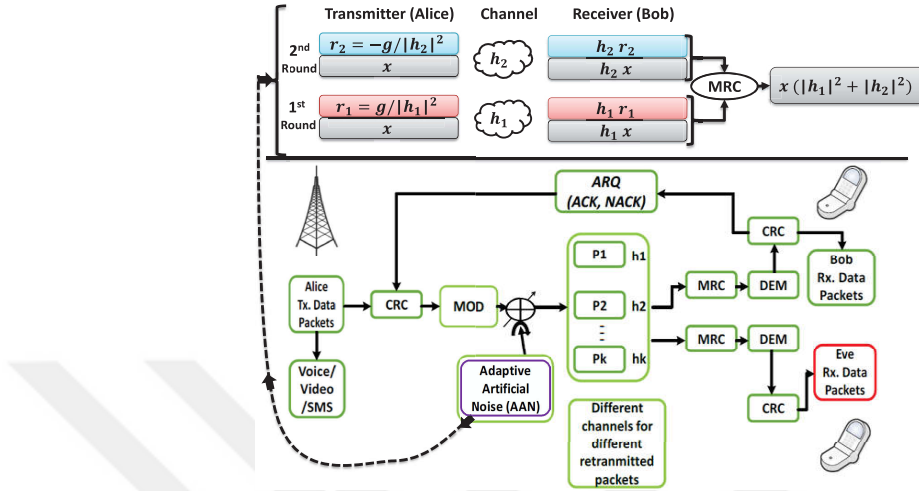 Transmitter (Alice)
Channel
Receiver (Bob)
2nd
Round
r₂ = −g/|h₂|²
x
h₂
h₂ r₂
h₂ x
MRC
x (|h₁|² + |h₂|²)
1st
Round
r₁ = g/|h₁|²
x
h₁
h₁ r₁
h₁ x
ARQ
(ACK, NACK)
CRC
Bob
Rx. Data
Packets
P1
h1
Alice
Tx. Data
Packets
CRC
MOD
P2
h2
MRC
DEM
Pk
hk
MRC
DEM
Voice/
Video
/SMS
Adaptive
Artificial
Noise (AAN)
Eve
Rx. Data
Packets
CRC
Different
channels for
different
retranmitted
packets